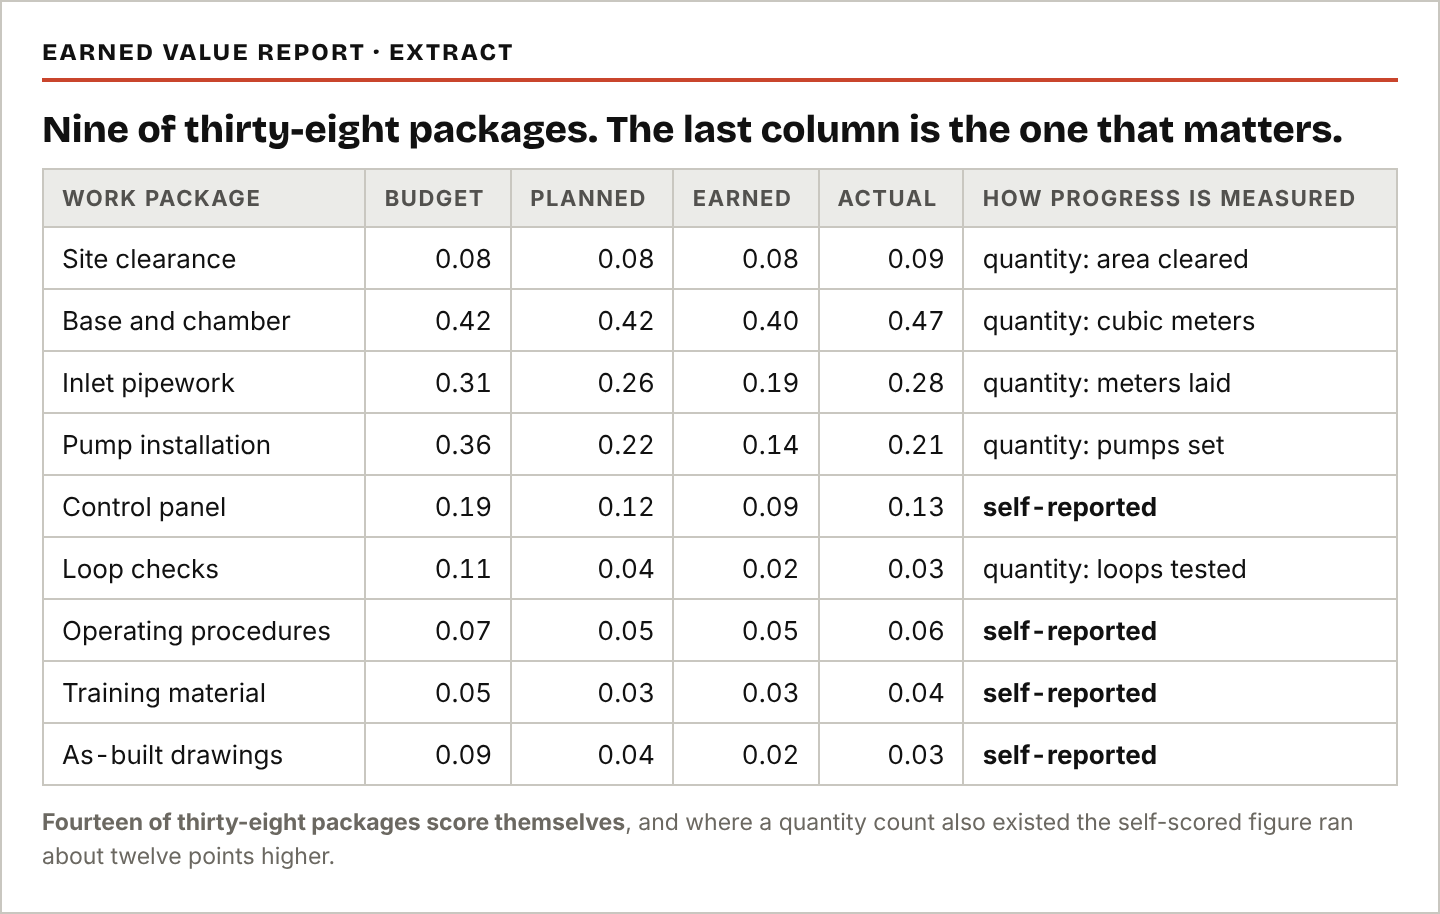 EARNED VALUE REPORT · EXTRACT
Nine of thirty-eight packages. The last column is the one that matters.
WORK PACKAGE BUDGET PLANNED EARNED ACTUAL HOW PROGRESS IS MEASURED
Site clearance 0.08 0.08 0.08 0.09 quantity: area cleared
Base and chamber 0.42 0.42 0.40 0.47 quantity: cubic meters
Inlet pipework 0.31 0.26 0.19 0.28 quantity: meters laid
Pump installation 0.36 0.22 0.14 0.21 quantity: pumps set
Control panel 0.19 0.12 0.09 0.13 self-reported
Loop checks 0.11 0.04 0.02 0.03 quantity: loops tested
Operating procedures 0.07 0.05 0.05 0.06 self-reported
Training material 0.05 0.03 0.03 0.04 self-reported
As-built drawings 0.09 0.04 0.02 0.03 self-reported
Fourteen of thirty-eight packages score themselves, and where a quantity count also existed the self-scored figure ran
about twelve points higher.